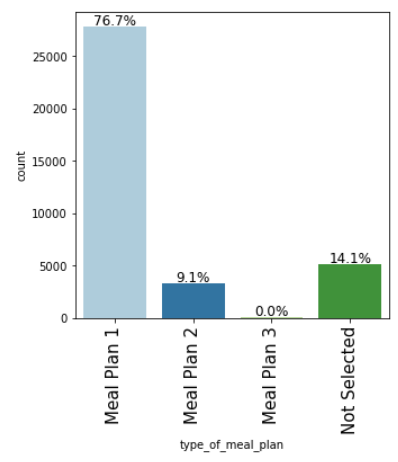 76.7%
25000
20000
15000
count
10000
14.1%
5000
9.1%
0.0%
0
Meal Plan 1
Meal Plan 2
Meal Plan 3
Not Selected
type_of_meal_plan